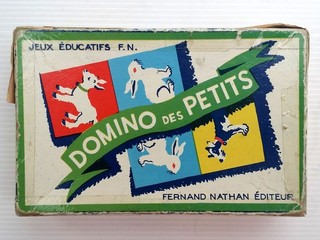 JEUX ÉDUCATIFS F.N.
DOMINO DES PETITS
FERNAND NATHAN ÉDITEUR